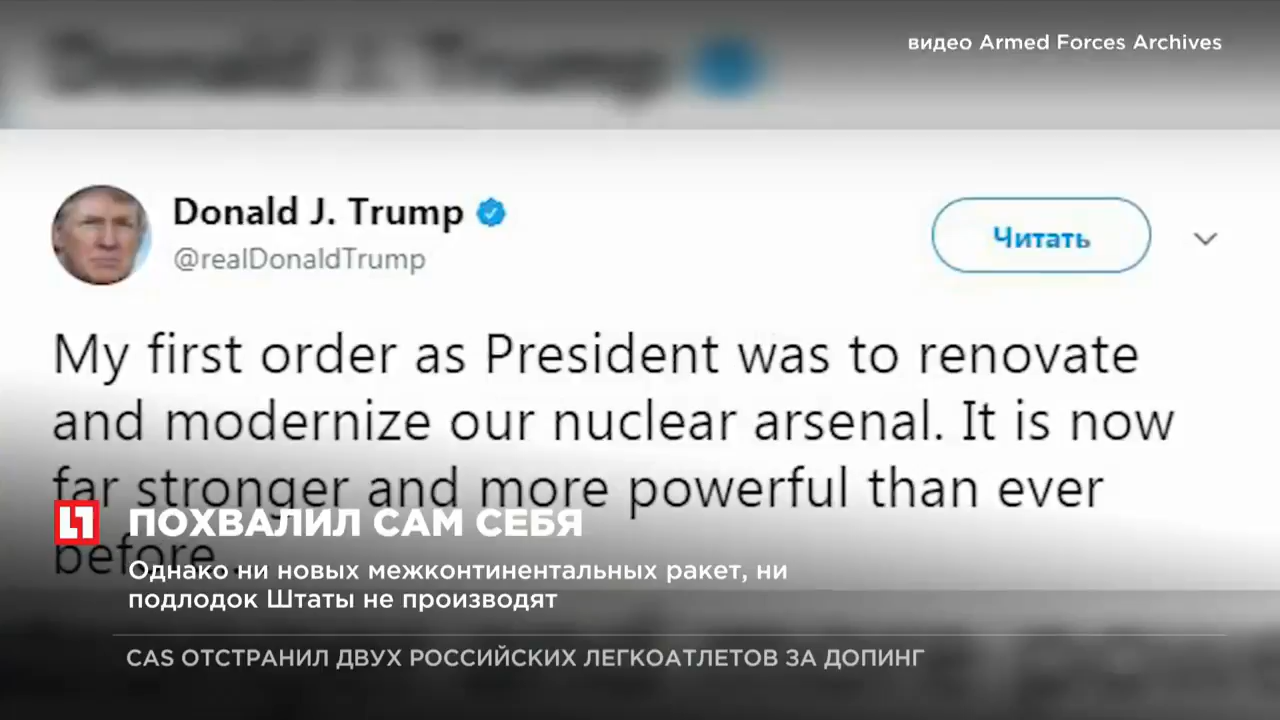 Donald J. Trump
видео Armed Forces Archives
Donald J. Trump
@realDonaldTrump
Читать
My first order as President was to renovate
and modernize our nuclear arsenal. It is now
far stronger and more powerful than ever
before...
ПОХВАЛИЛ САМ СЕБЯ
Однако ни новых межконтинентальных ракет, ни
подлодок Штаты не производят
CAS ОТСТРАНИЛ ДВУХ РОССИЙСКИХ ЛЕГКОАТЛЕТОВ ЗА ДОПИНГ